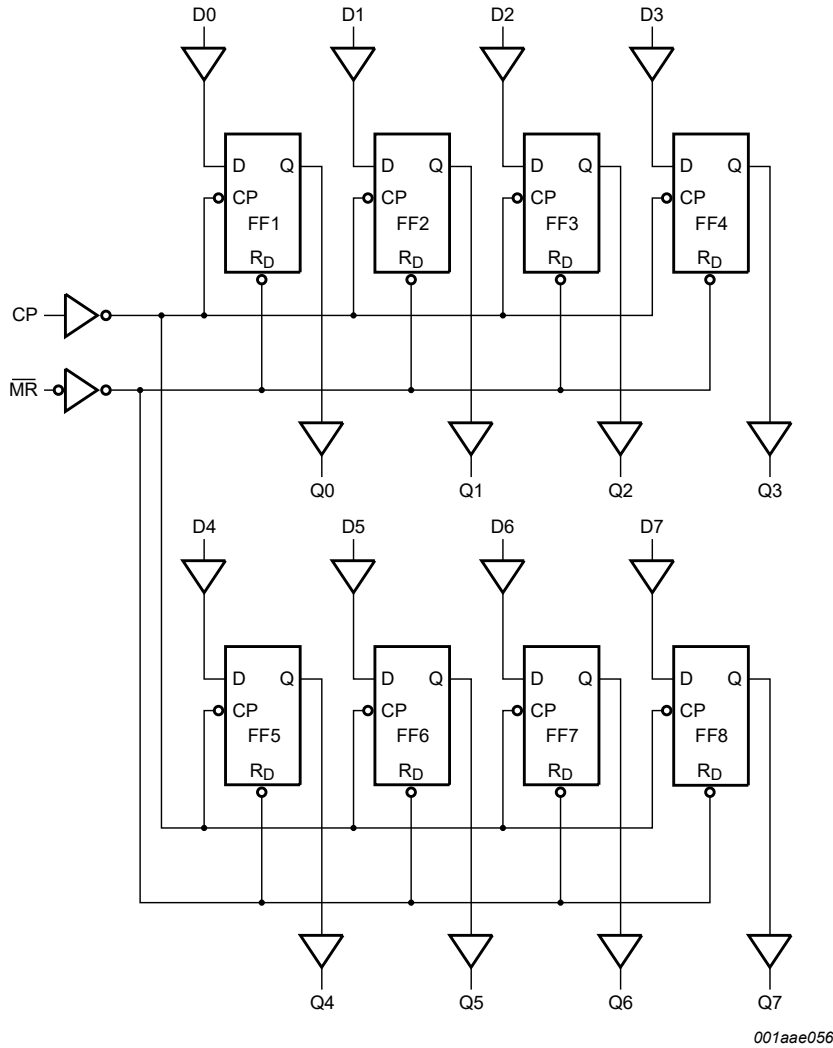 D0 D1 D2 D3
D Q D Q D Q D Q
CP CP CP CP
FF1 FF2 FF3 FF4
RD RD RD RD
CP
MR
Q0 Q1 Q2 Q3
D4 D5 D6 D7
D Q D Q D Q D Q
CP CP CP CP
FF5 FF6 FF7 FF8
RD RD RD RD
Q4 Q5 Q6 Q7
001aae056